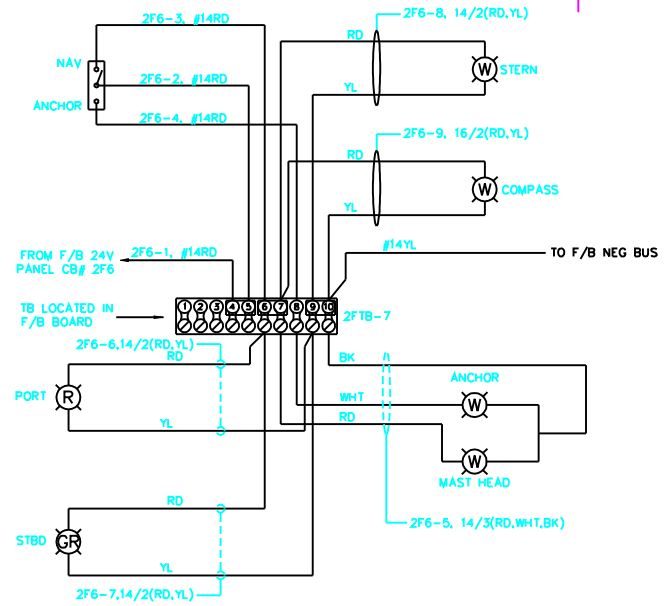 2F6-8, 14/2(RD,YL)
2F6-3, #14RD
RD
NAV
W
STERN
2F6-2, #14RD
YL
ANCHOR
2F6-4, #14RD
2F6-9, 16/2(RD,YL)
RD
W
COMPASS
YL
#14YL
FROM F/B 24V
PANEL CB# 2F6
2F6-1, #14RD
TO F/B NEG BUS
TB LOCATED IN
F/B BOARD
1 2 3 4 5 6 7 8 9 10
2FTB-7
2F6-6,14/2(RD,YL)
RD
BK
ANCHOR
PORT
R
WHT
W
RD
YL
W
MAST HEAD
RD
2F6-5, 14/3(RD,WHT,BK)
STBD
GR
YL
2F6-7,14/2(RD,YL)